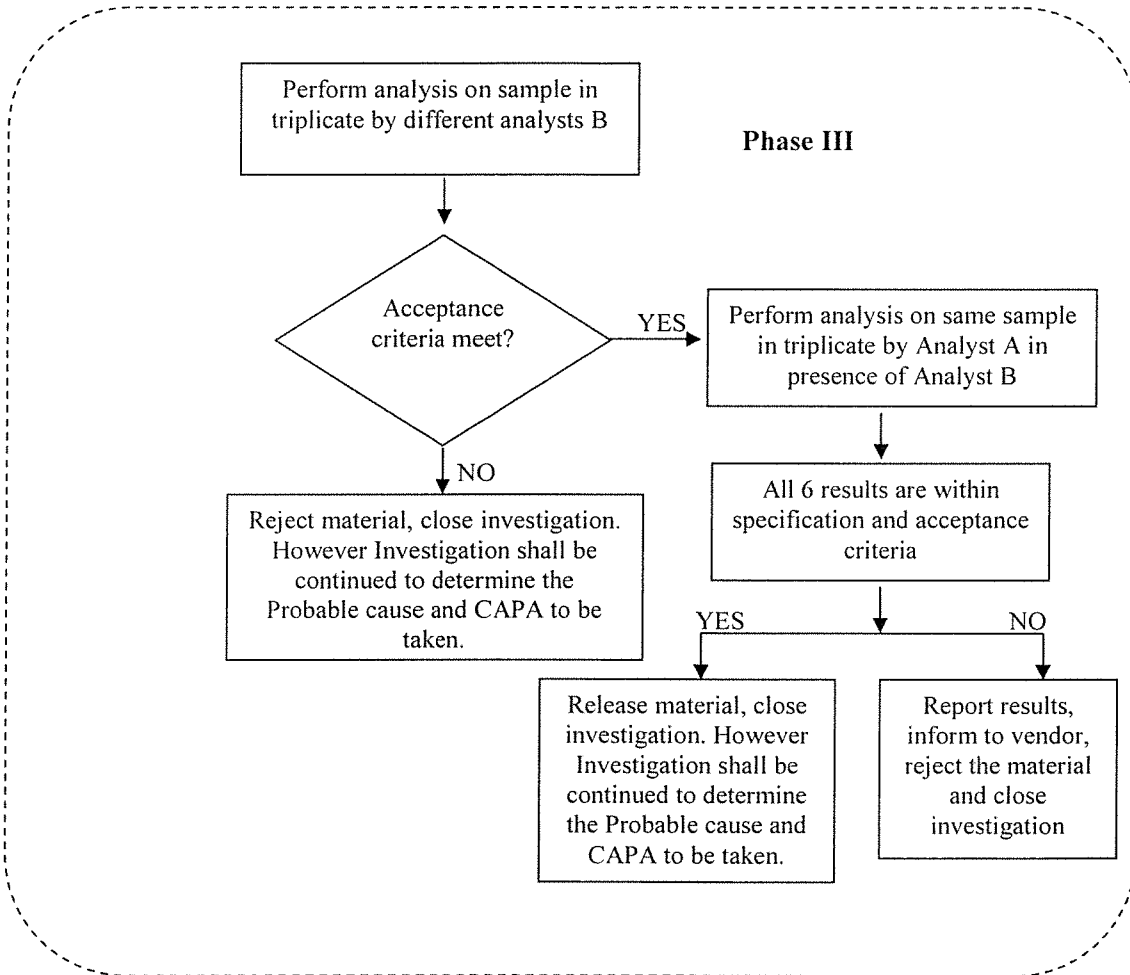 Perform analysis on sample in
triplicate by different analysts B
Phase III
Acceptance
criteria meet?
YES
Perform analysis on same sample
in triplicate by Analyst A in
presence of Analyst B
NO
Reject material, close investigation.
However Investigation shall be
continued to determine the
Probable cause and CAPA to be
taken.
All 6 results are within
specification and acceptance
criteria
YES
NO
Release material, close
investigation. However
Investigation shall be
continued to determine
the Probable cause and
CAPA to be taken.
Report results,
inform to vendor,
reject the material
and close
investigation